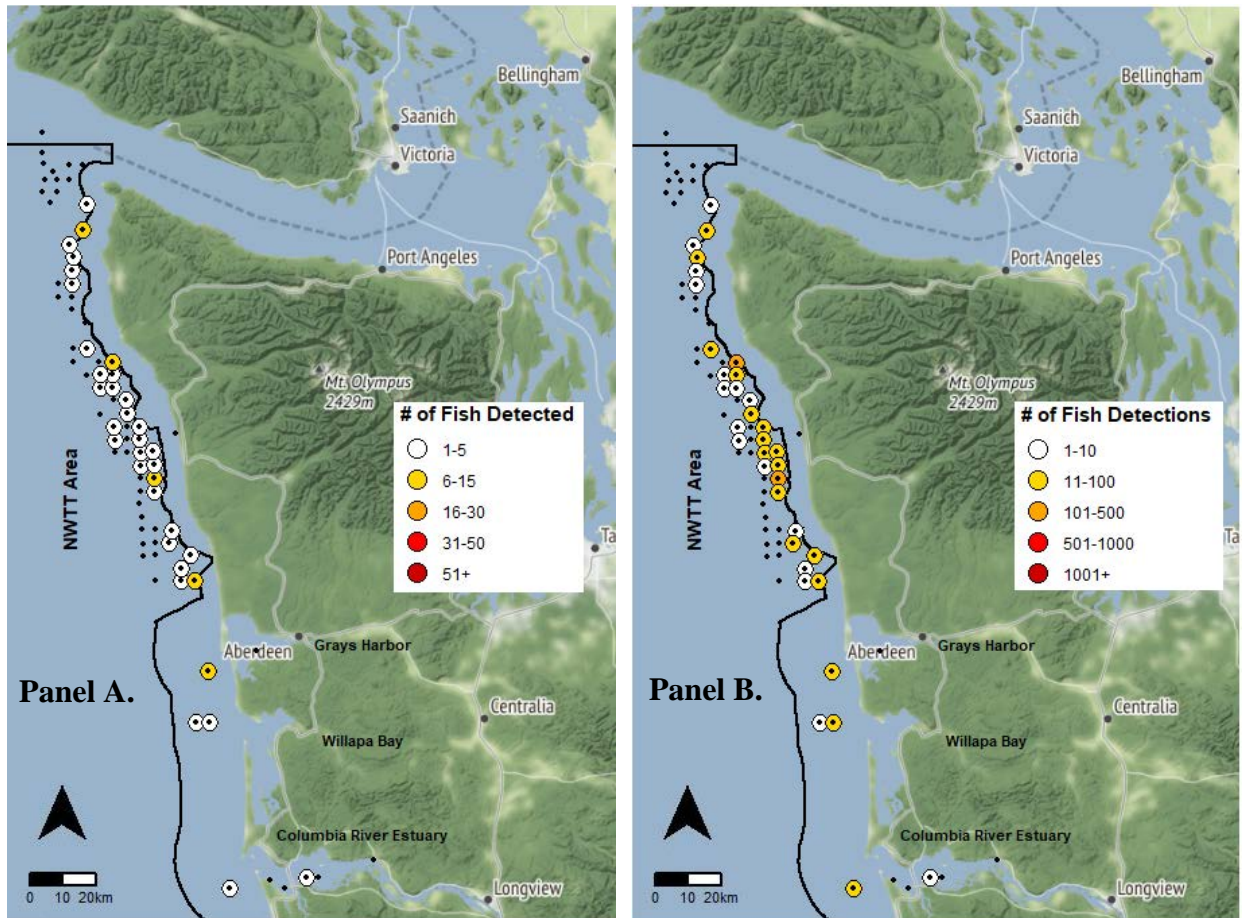 Bellingham
Saanich
Victoria
Port Angeles
Mt. Olympus
2429m
# of Fish Detected
1-5
6-15
16-30
31-50
51+
NWTT Area
Ta
Aberdeen
Grays Harbor
Panel A.
Centralia
Willapa Bay
Columbia River Estuary
0 10 20km
Longview
Bellingham
Saanich
Victoria
Port Angeles
Mt. Olympus
2429m
# of Fish Detections
1-10
11-100
101-500
501-1000
1001+
NWTT Area
Ta
Aberdeen
Grays Harbor
Panel B.
Centralia
Willapa Bay
Columbia River Estuary
0 10 20km
Longview